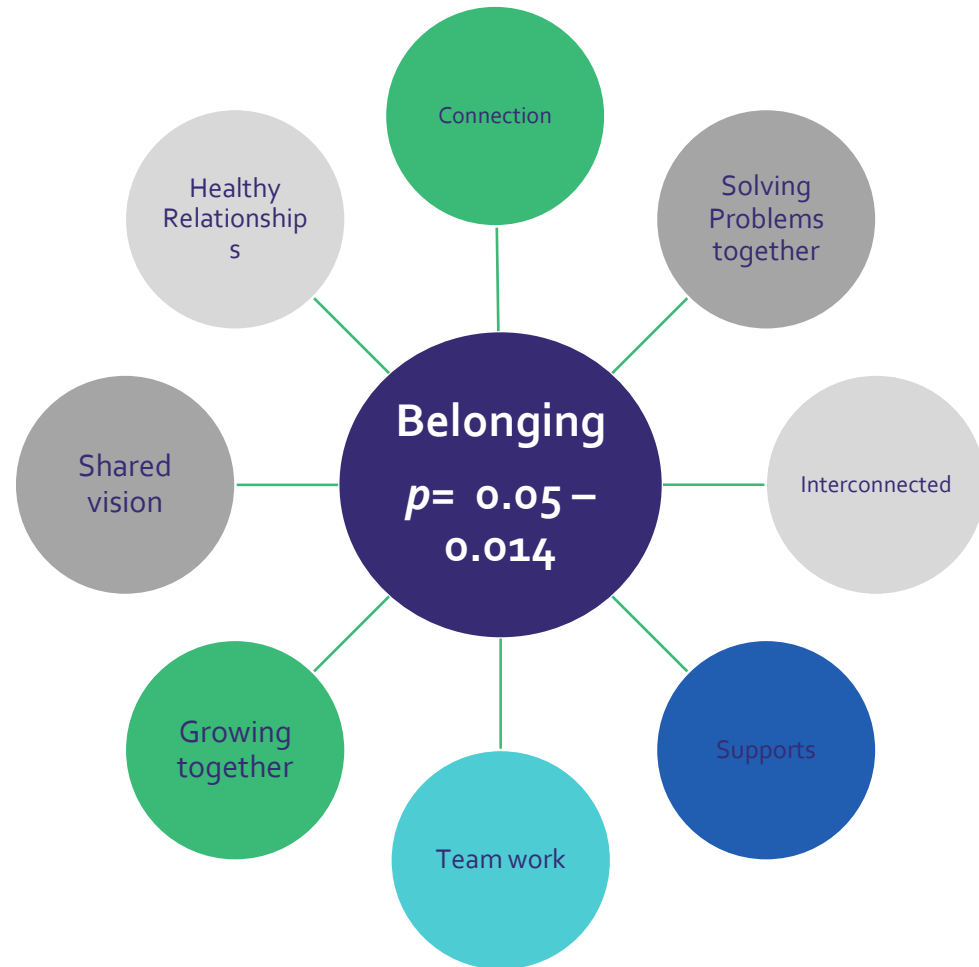 Connection
Healthy
Relationship
s
Solving
Problems
together
Belonging
p= 0.05 –
0.014
Shared
vision
Interconnected
Growing
together
Supports
Team work